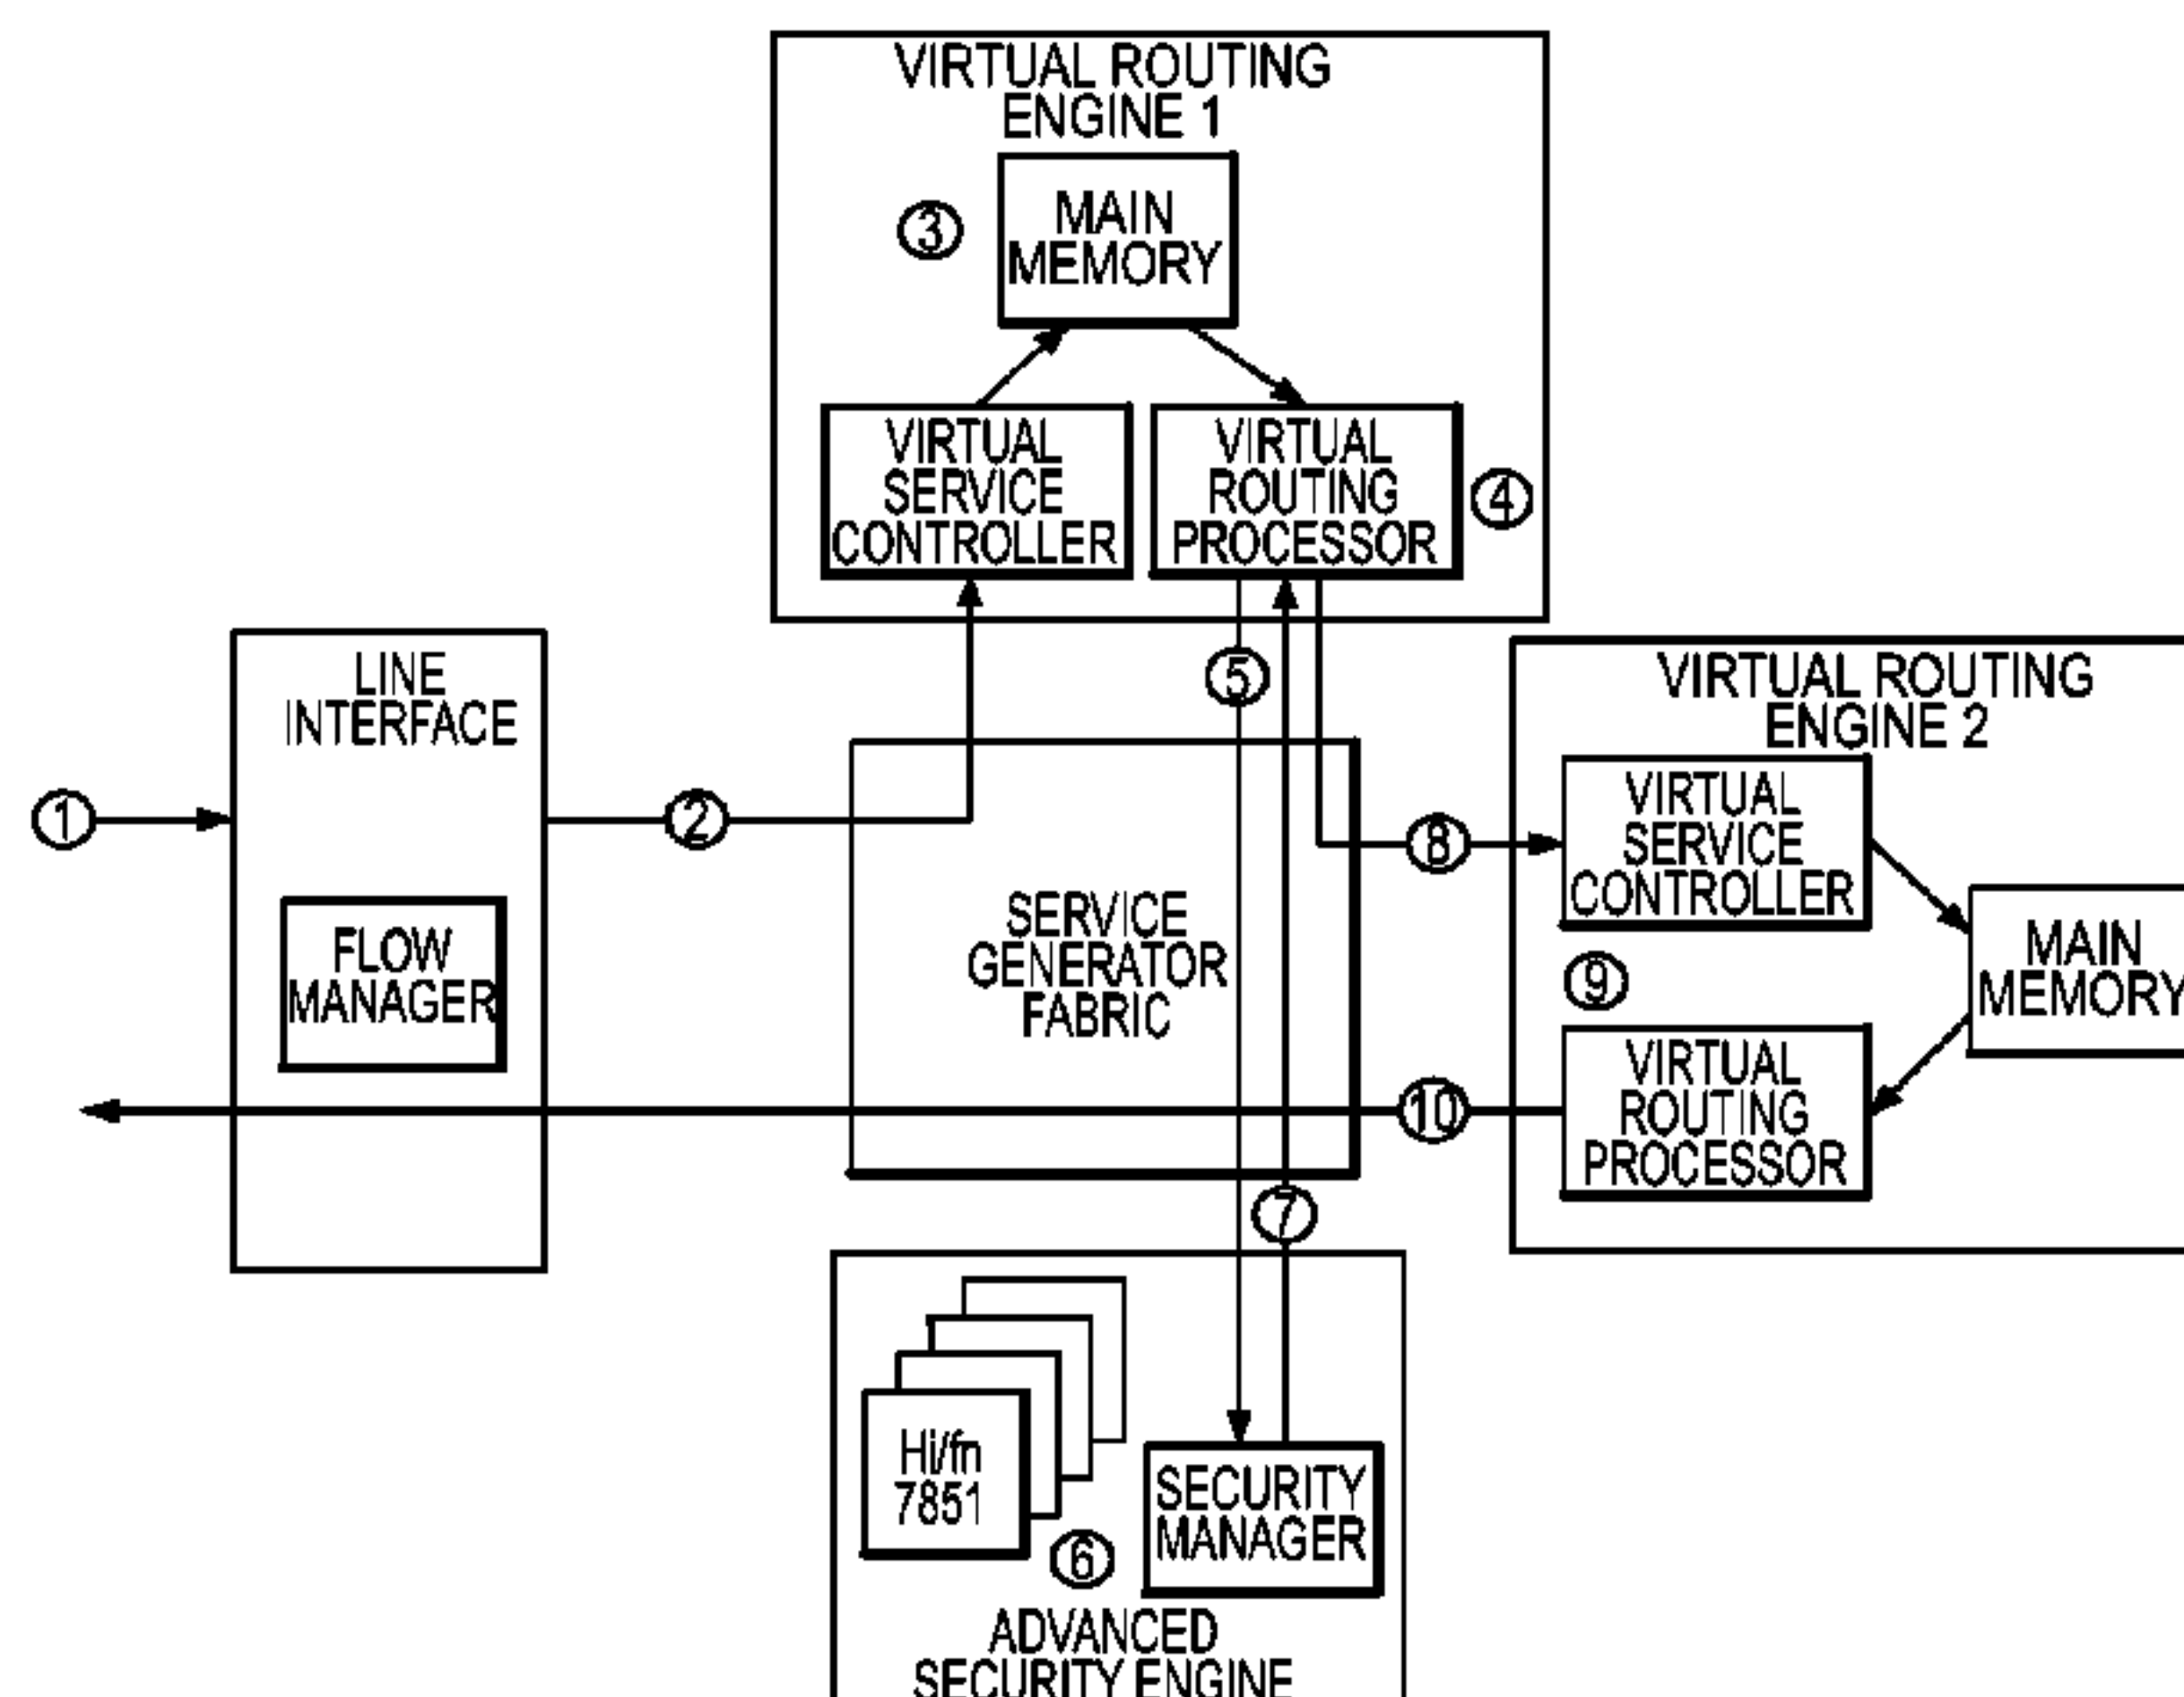 VIRTUAL ROUTING
ENGINE 1
3
MAIN
MEMORY
VIRTUAL
SERVICE
CONTROLLER
VIRTUAL
ROUTING
PROCESSOR
4
5
LINE
INTERFACE
1
2
FLOW
MANAGER
SERVICE
GENERATOR
FABRIC
VIRTUAL ROUTING
ENGINE 2
8
VIRTUAL
SERVICE
CONTROLLER
MAIN
MEMORY
9
VIRTUAL
ROUTING
PROCESSOR
10
7
Hi/fn
7851
6
SECURITY
MANAGER
ADVANCED
SECURITY ENGINE